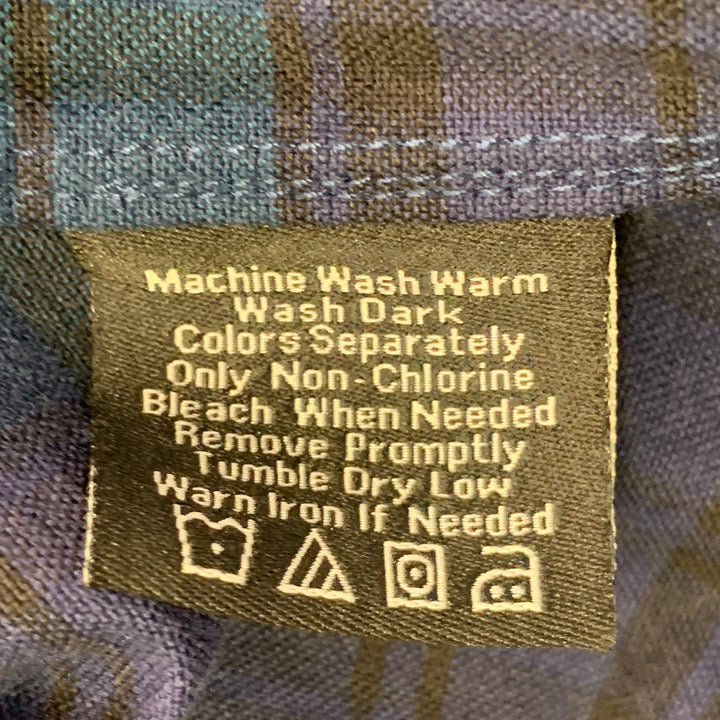 Machine Wash Warm
Wash Dark
Colors Separately
Only Non-Chlorine
Bleach When Needed
Remove Promptly
Tumble Dry Low
Warn Iron If Needed